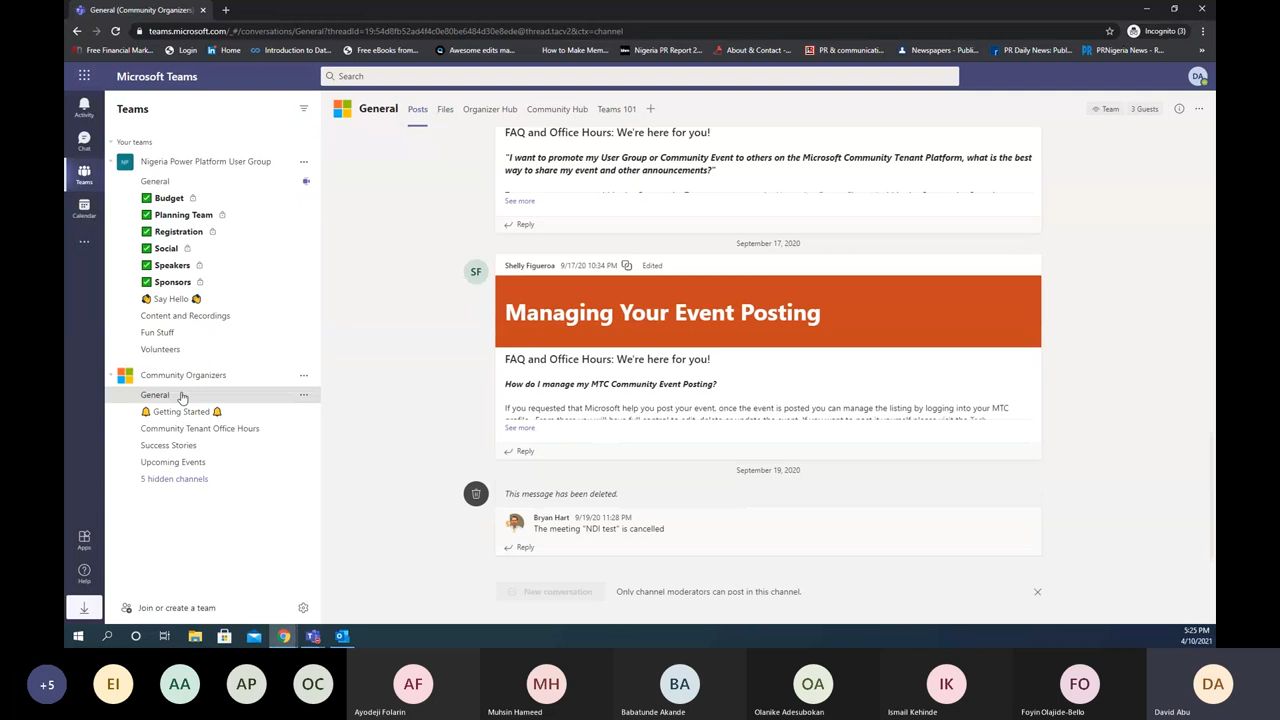 General (Community Organizers)
teams.microsoft.com/_#/conversations/General?threadId=19:54d8fb52ad4f4c0e80be6484d30ede@thread.tacv2&ctx=channel
Incognito (3)
Free Financial Mark...
Login
Introduction to Dat...
Free eBooks from...
Awesome edits ma...
How to Make Mem...
Nigeria PR Report 2...
About & Contact -...
PR & communicati...
Newspapers - Publi...
PR Daily News: Publ...
PRNigeria News - R...
Microsoft Teams
Search
DA
Activity
Chat
Teams
Calendar
Apps
Help
Teams
Your teams
NP
Nigeria Power Platform User Group
General
Budget
Planning Team
Registration
Social
Speakers
Sponsors
Say Hello
Content and Recordings
Fun Stuff
Volunteers
Community Organizers
General
Getting Started
Community Tenant Office Hours
Success Stories
Upcoming Events
5 hidden channels
Join or create a team
General Posts Files Organizer Hub Community Hub Teams 101
Team 3 Guests
FAQ and Office Hours: We're here for you!
"I want to promote my User Group or Community Event to others on the Microsoft Community Tenant Platform, what is the best
way to share my event and other announcements?"
See more
Reply
September 17, 2020
SF
Shelly Figueroa 9/17/20 10:34 PM Edited
Managing Your Event Posting
FAQ and Office Hours: We're here for you!
How do I manage my MTC Community Event Posting?
If you requested that Microsoft help you post your event, once the event is posted you can manage the listing by logging into your MTC
See more
Reply
September 19, 2020
This message has been deleted.
Bryan Hart 9/19/20 11:28 PM
The meeting "NDI test" is cancelled
Reply
New conversation Only channel moderators can post in this channel.
5:25 PM
4/10/2021
+5
EI
AA
AP
OC
AF
Ayodeji Folarin
MH
Muhsin Hameed
BA
Babatunde Akande
OA
Olanike Adesubokan
IK
Ismail Kehinde
FO
Foyin Olajide-Bello
DA
David Abu